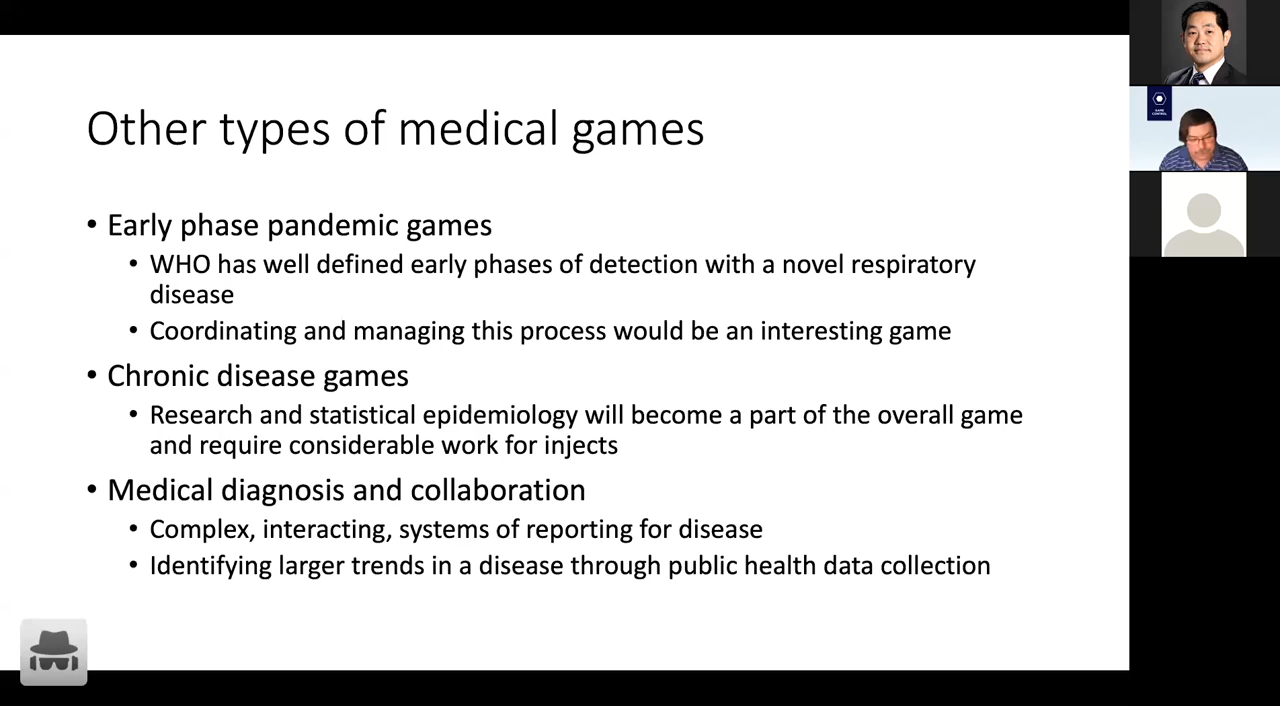 Other types of medical games
• Early phase pandemic games
• WHO has well defined early phases of detection with a novel respiratory
disease
• Coordinating and managing this process would be an interesting game
• Chronic disease games
• Research and statistical epidemiology will become a part of the overall game
and require considerable work for injects
• Medical diagnosis and collaboration
• Complex, interacting, systems of reporting for disease
• Identifying larger trends in a disease through public health data collection
GAME
CONTROL